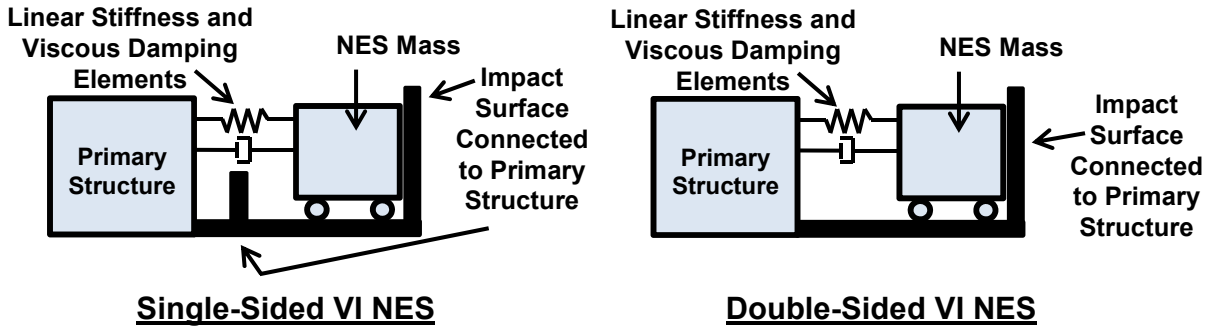 Linear Stiffness and
Viscous Damping
Elements
NES Mass
Impact
Surface
Connected
to Primary
Structure
Primary
Structure
Single-Sided VI NES
Linear Stiffness and
Viscous Damping
Elements
NES Mass
Impact
Surface
Connected
to Primary
Structure
Primary
Structure
Double-Sided VI NES